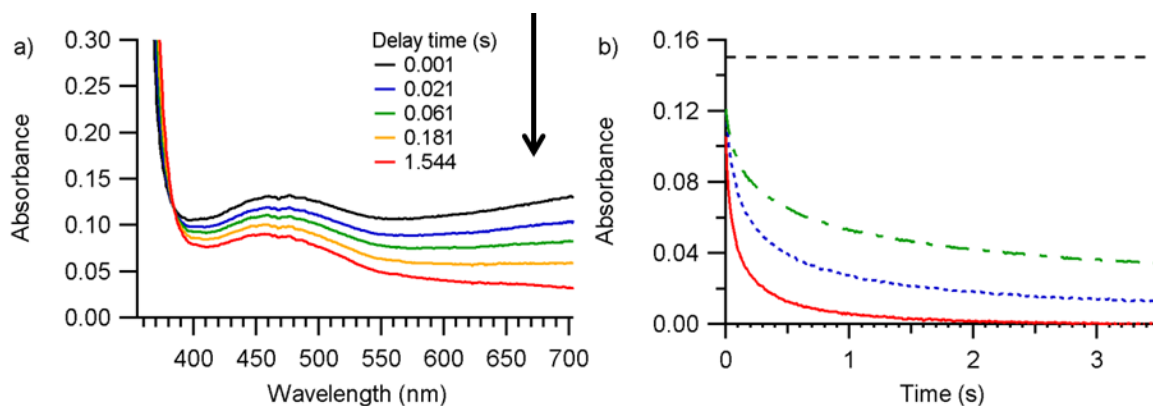 a)
Absorbance
0.30
0.25
0.20
0.15
0.10
0.05
0.00
Delay time (s)
0.001
0.021
0.061
0.181
1.544
400 450 500 550 600 650 700
Wavelength (nm)
b)
Absorbance
0.16
0.12
0.08
0.04
0.00
0 1 2 3
Time (s)